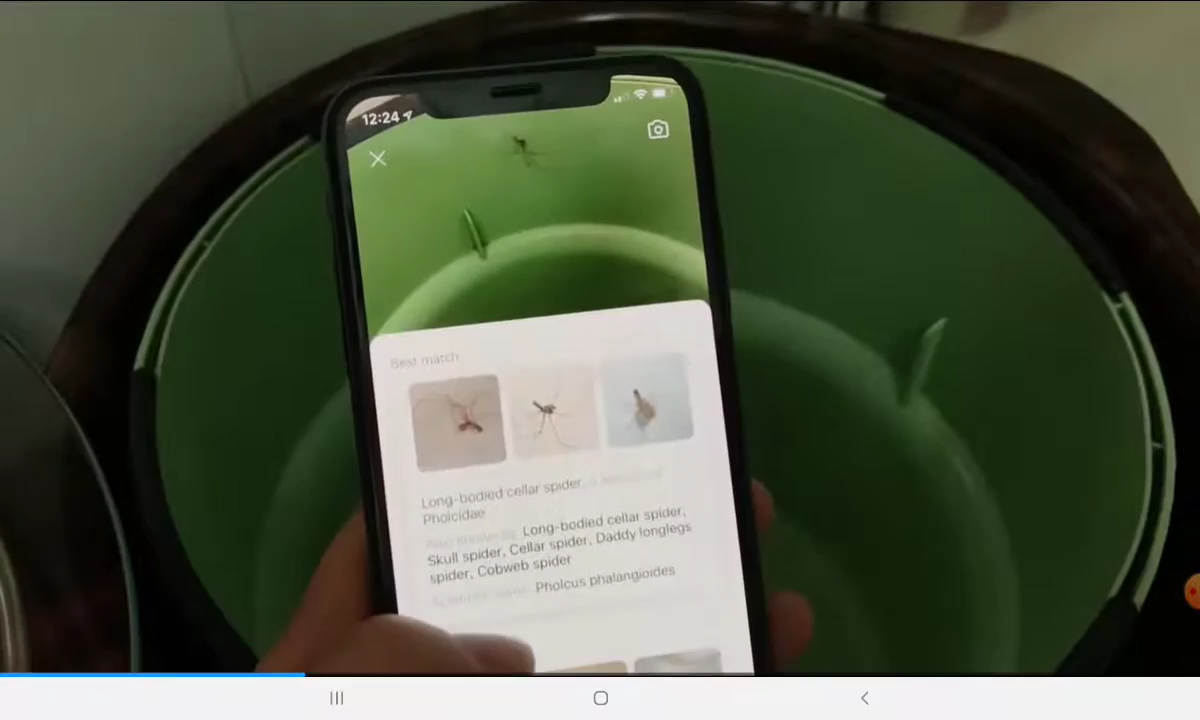 12:24
Best match
Long-bodied cellar spider,
Pholcidae
Long-bodied cellar spider,
Skull spider, Cellar spider, Daddy longlegs
spider, Cobweb spider
Pholcus phalangioides